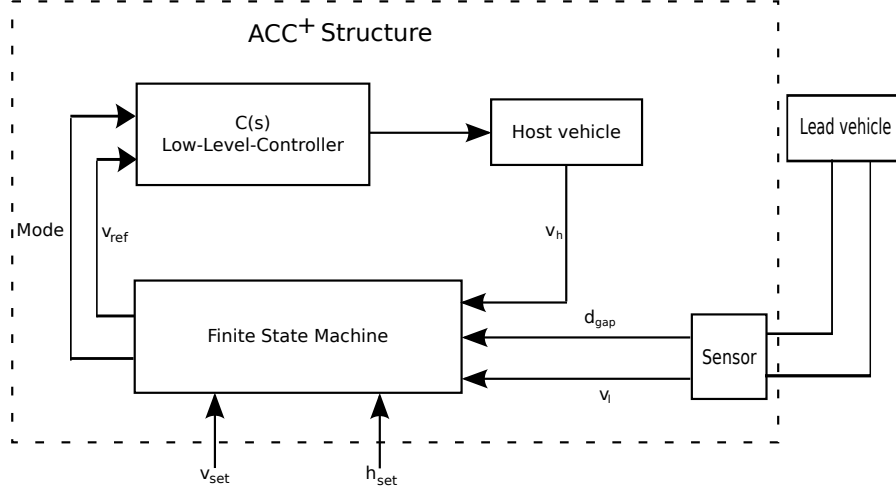 ACC+ Structure
C(s)
Low-Level-Controller
Host vehicle
Lead vehicle
Mode
vref
vh
Finite State Machine
dgap
vl
Sensor
vset
hset